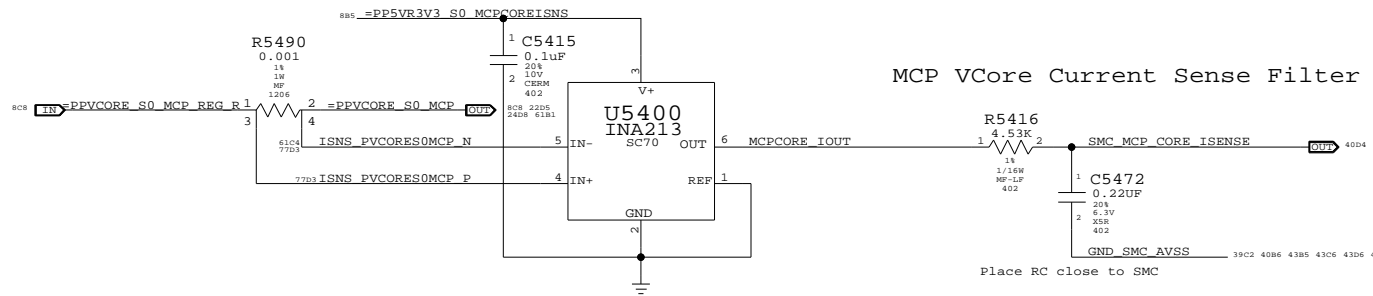 8B5 =PP5VR3V3_S0_MCPCOREISNS
R5490
0.001
1%
1W
MF
1206
1
C5415
0.1uF
20%
10V
CERM
402
2
3
V+
MCP VCore Current Sense Filter
8C8 IN =PPVCORE_S0_MCP_REG_R 1
2 =PPVCORE_S0_MCP OUT
8C8 22D5
24D8 61B1
3
4
U5400
INA213
SC70
R5416
4.53K
1%
1/16W
MF-LF
402
61C4
77D3
ISNS_PVCORES0MCP_N 5 IN-
OUT 6 MCPCORE_IOUT 1
2 SMC_MCP_CORE_ISENSE OUT 40D4
77D3 ISNS_PVCORES0MCP_P 4 IN+
REF 1
GND
2
1
C5472
0.22UF
20%
6.3V
X5R
402
2
GND_SMC_AVSS 39C2 40B6 43B5 43C6 43D6
Place RC close to SMC